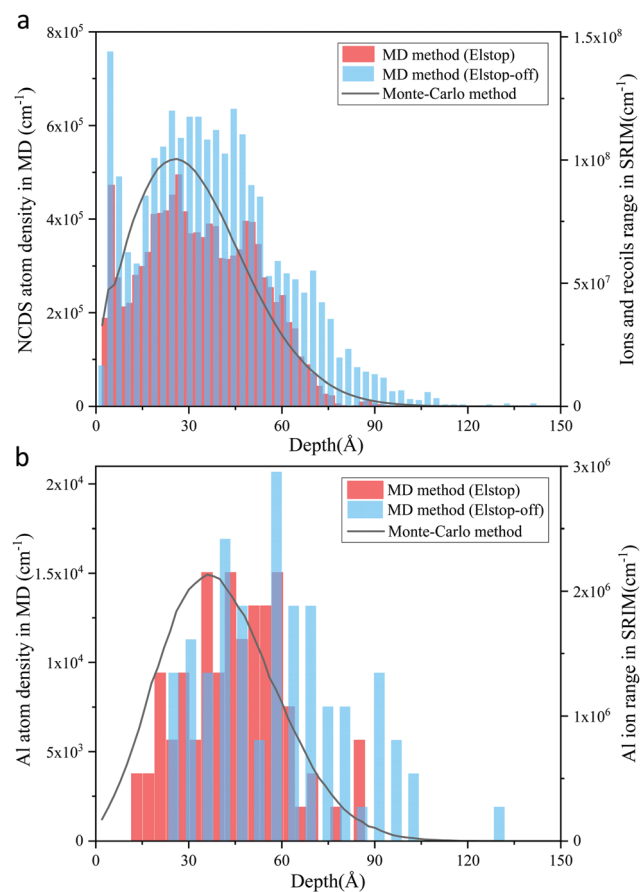 a
8x10⁵
6x10⁵
4x10⁵
2x10⁵
0
NCDS atom density in MD (cm⁻¹)
MD method (Elstop)
MD method (Elstop-off)
Monte-Carlo method
1.5x10⁸
1x10⁸
5x10⁷
0
Ions and recoils range in SRIM(cm⁻¹)
0 30 60 90 120 150
Depth(Å)
b
2x10⁴
1.5x10⁴
1x10⁴
5x10³
0
Al atom density in MD (cm⁻¹)
MD method (Elstop)
MD method (Elstop-off)
Monte-Carlo method
3x10⁶
2x10⁶
1x10⁶
0
Al ion range in SRIM(cm⁻¹)
0 30 60 90 120 150
Depth(Å)